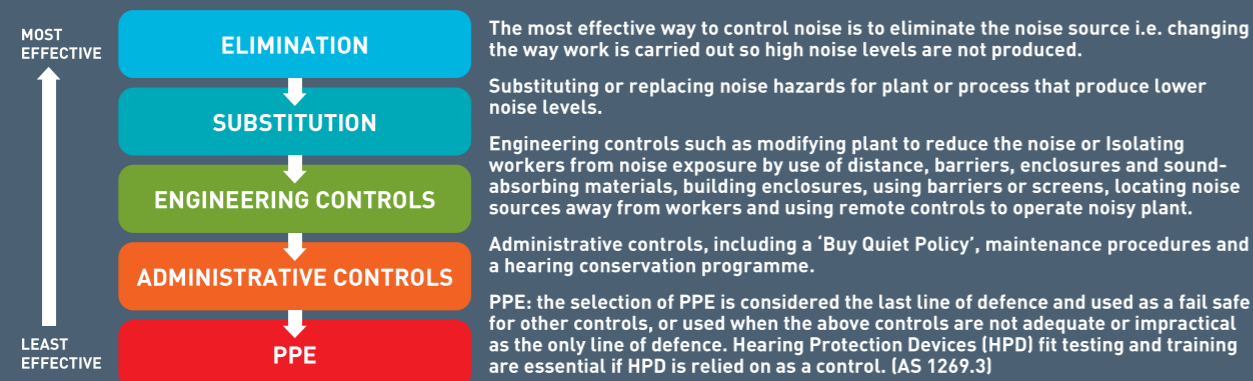 MOST
EFFECTIVE
ELIMINATION
The most effective way to control noise is to eliminate the noise source i.e. changing
the way work is carried out so high noise levels are not produced.
SUBSTITUTION
Substituting or replacing noise hazards for plant or process that produce lower
noise levels.
ENGINEERING CONTROLS
Engineering controls such as modifying plant to reduce the noise or Isolating
workers from noise exposure by use of distance, barriers, enclosures and sound-
absorbing materials, building enclosures, using barriers or screens, locating noise
sources away from workers and using remote controls to operate noisy plant.
ADMINISTRATIVE CONTROLS
Administrative controls, including a ‘Buy Quiet Policy’, maintenance procedures and
a hearing conservation programme.
LEAST
EFFECTIVE
PPE
PPE: the selection of PPE is considered the last line of defence and used as a fail safe
for other controls, or used when the above controls are not adequate or impractical
as the only line of defence. Hearing Protection Devices (HPD) fit testing and training
are essential if HPD is relied on as a control. (AS 1269.3)